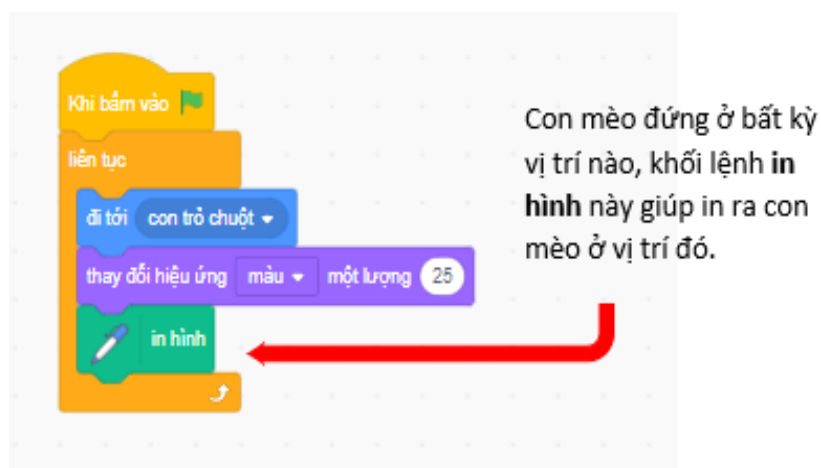 Khi bấm vào
liên tục
đi tới con trỏ chuột
thay đổi hiệu ứng màu một lượng 25
in hình
Con mèo đứng ở bất kỳ
vị trí nào, khối lệnh in
hình này giúp in ra con
mèo ở vị trí đó.